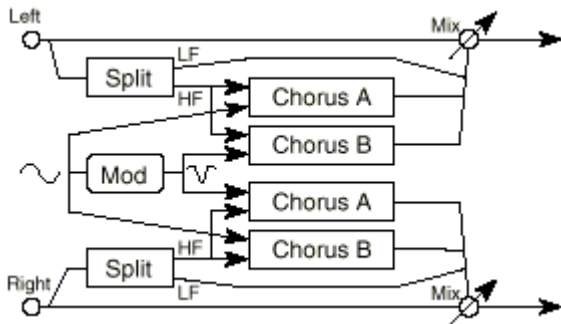 Left
Mix
LF
Split
HF
Chorus A
Chorus B
Mod
Chorus A
HF
Chorus B
Split
Right
LF
Mix